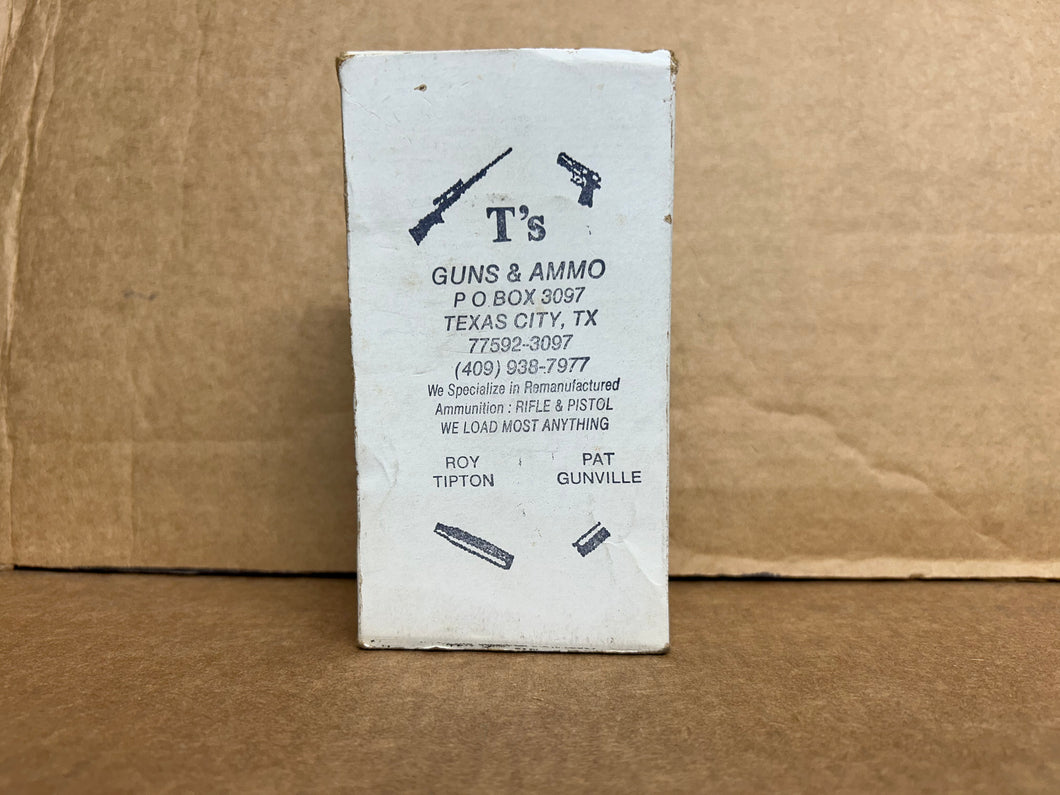 T's
GUNS & AMMO
P O BOX 3097
TEXAS CITY, TX
77592-3097
(409) 938-7977
We Specialize in Remanufactured
Ammunition : RIFLE & PISTOL
WE LOAD MOST ANYTHING
ROY PAT
TIPTON GUNVILLE